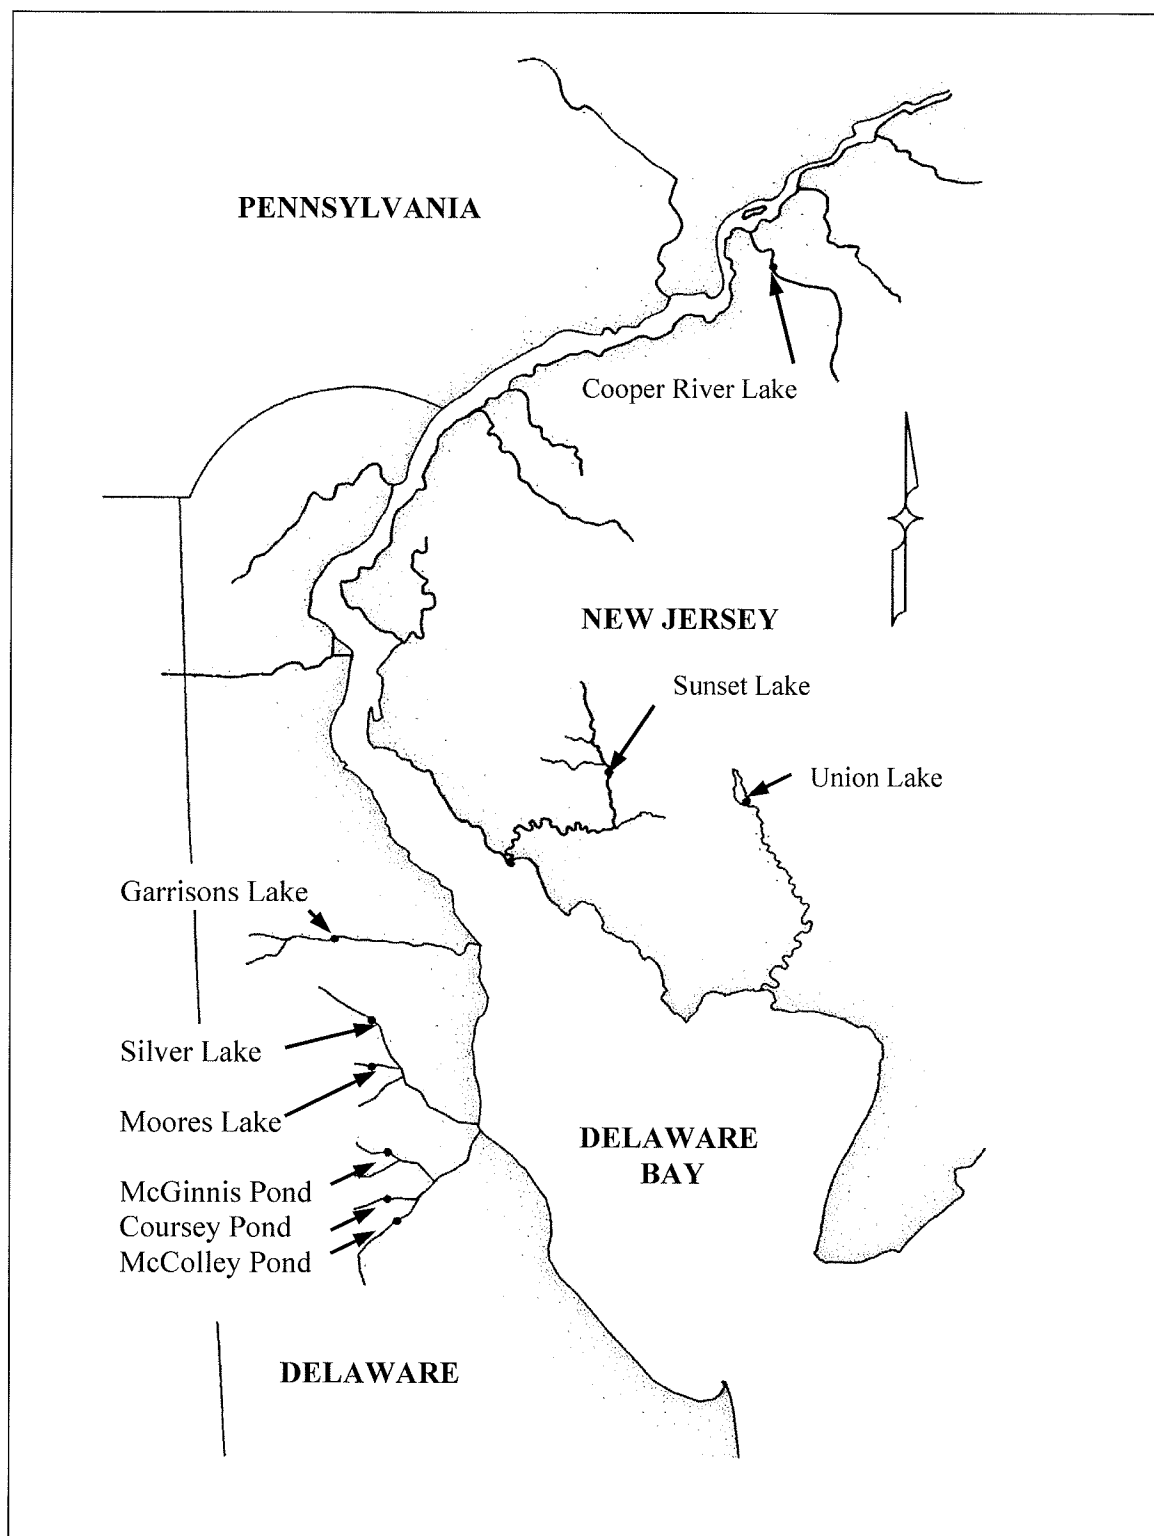 PENNSYLVANIA
Cooper River Lake
NEW JERSEY
Sunset Lake
Union Lake
Garrisons Lake
Silver Lake
Moores Lake
DELAWARE
BAY
McGinnis Pond
Coursey Pond
McColley Pond
DELAWARE